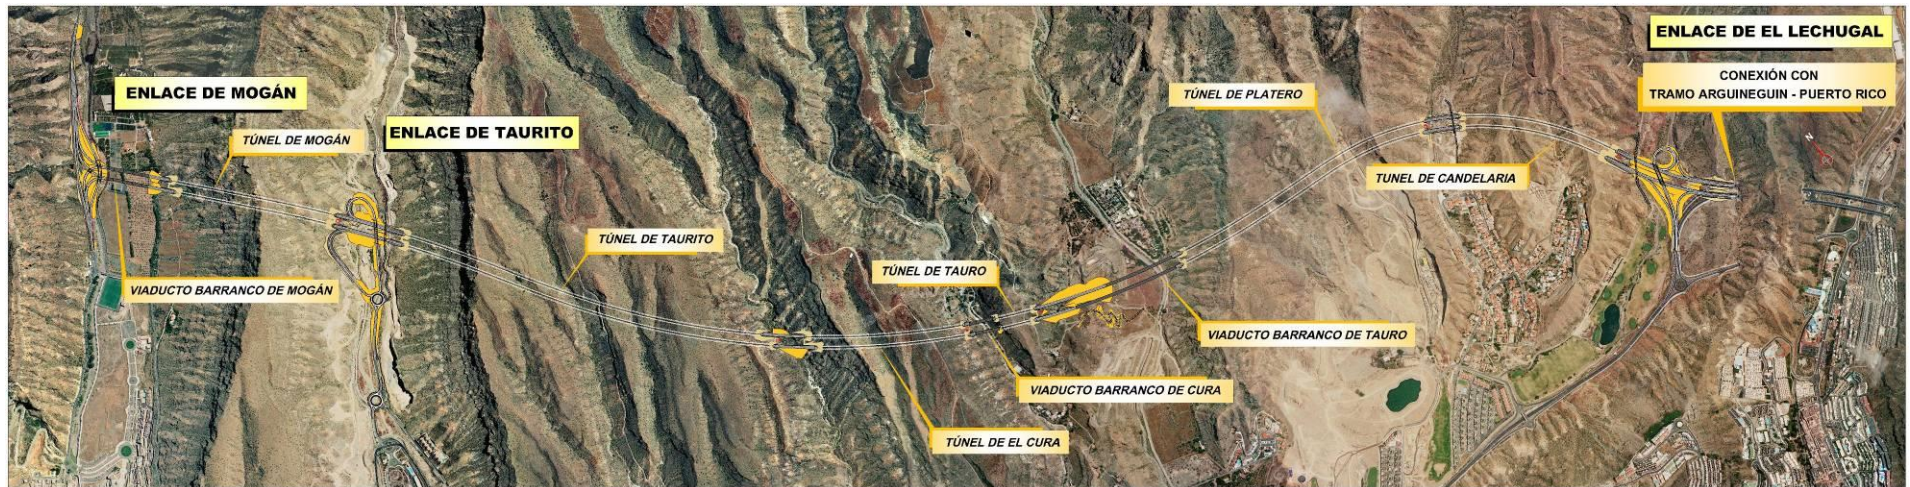 ENLACE DE MOGÁN
TÚNEL DE MOGÁN
VIADUCTO BARRANCO DE MOGÁN
ENLACE DE TAURITO
TÚNEL DE TAURITO
TÚNEL DE TAURO
VIADUCTO BARRANCO DE CURA
TÚNEL DE EL CURA
TÚNEL DE PLATERO
VIADUCTO BARRANCO DE TAURO
TUNEL DE CANDELARIA
ENLACE DE EL LECHUGAL
CONEXIÓN CON
TRAMO ARGUINEGUIN - PUERTO RICO
N